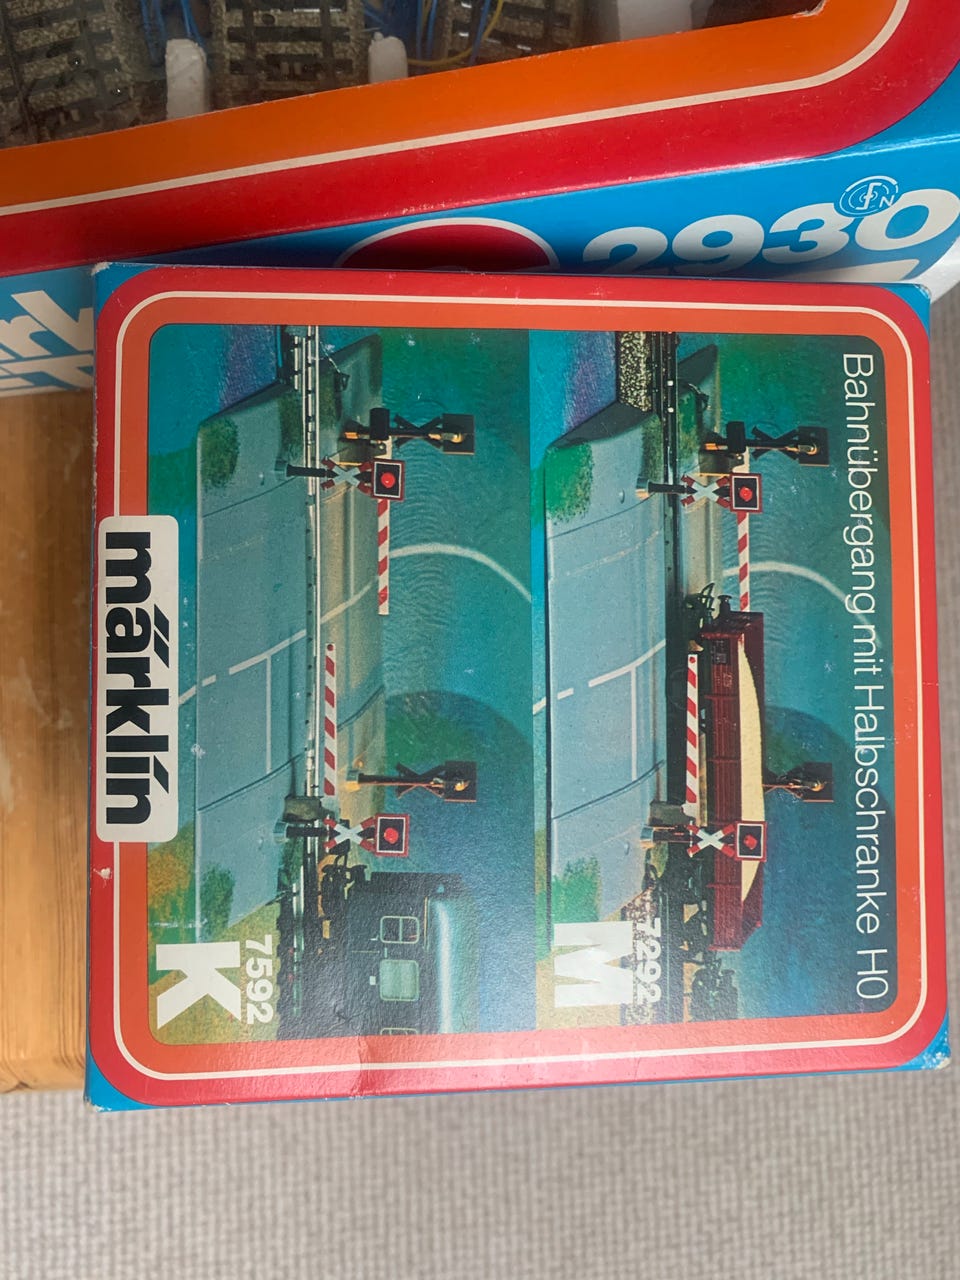 2930
Bahnübergang mit Halbschranke H0
7292
M
7592
K
märklin